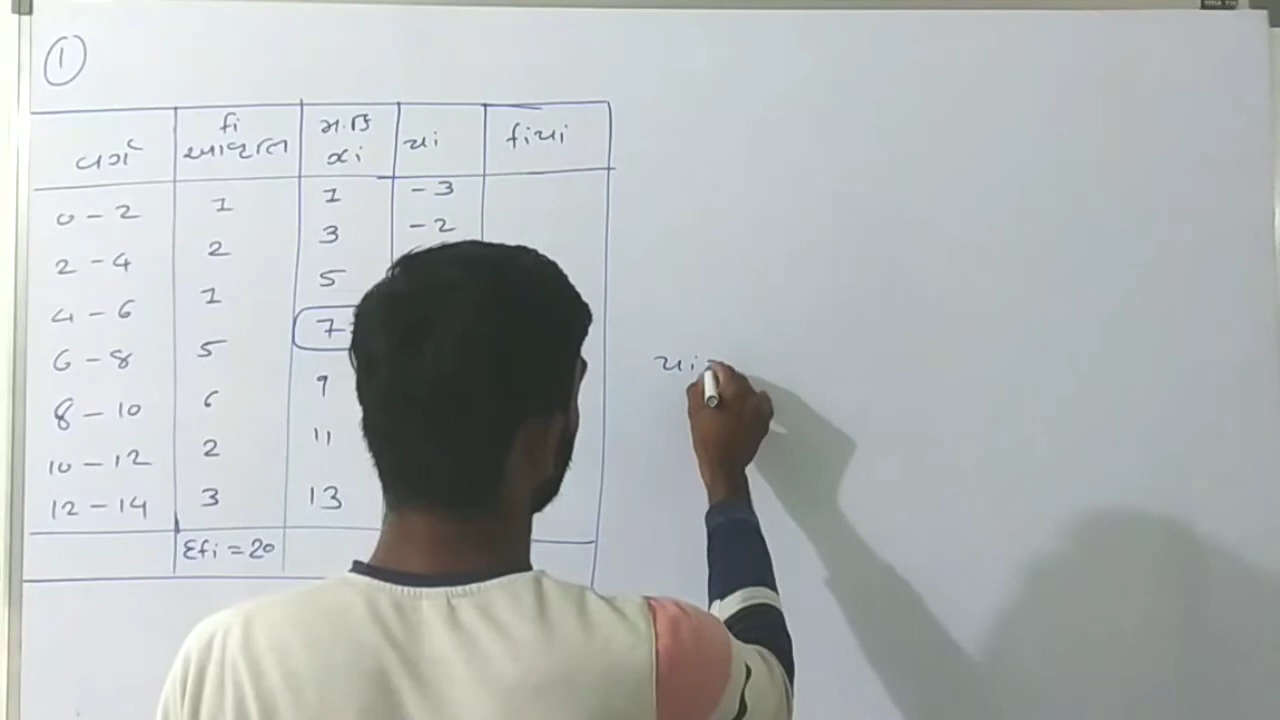 1
વર્ગ fi આવૃત્તિ મ.કિ xi ui fiui
0 - 2 1 1 - 3
2 - 4 2 3 - 2
4 - 6 1 5
6 - 8 5 7
8 - 10 6 9
10 - 12 2 11
12 - 14 3 13
Σfi = 20
ui =